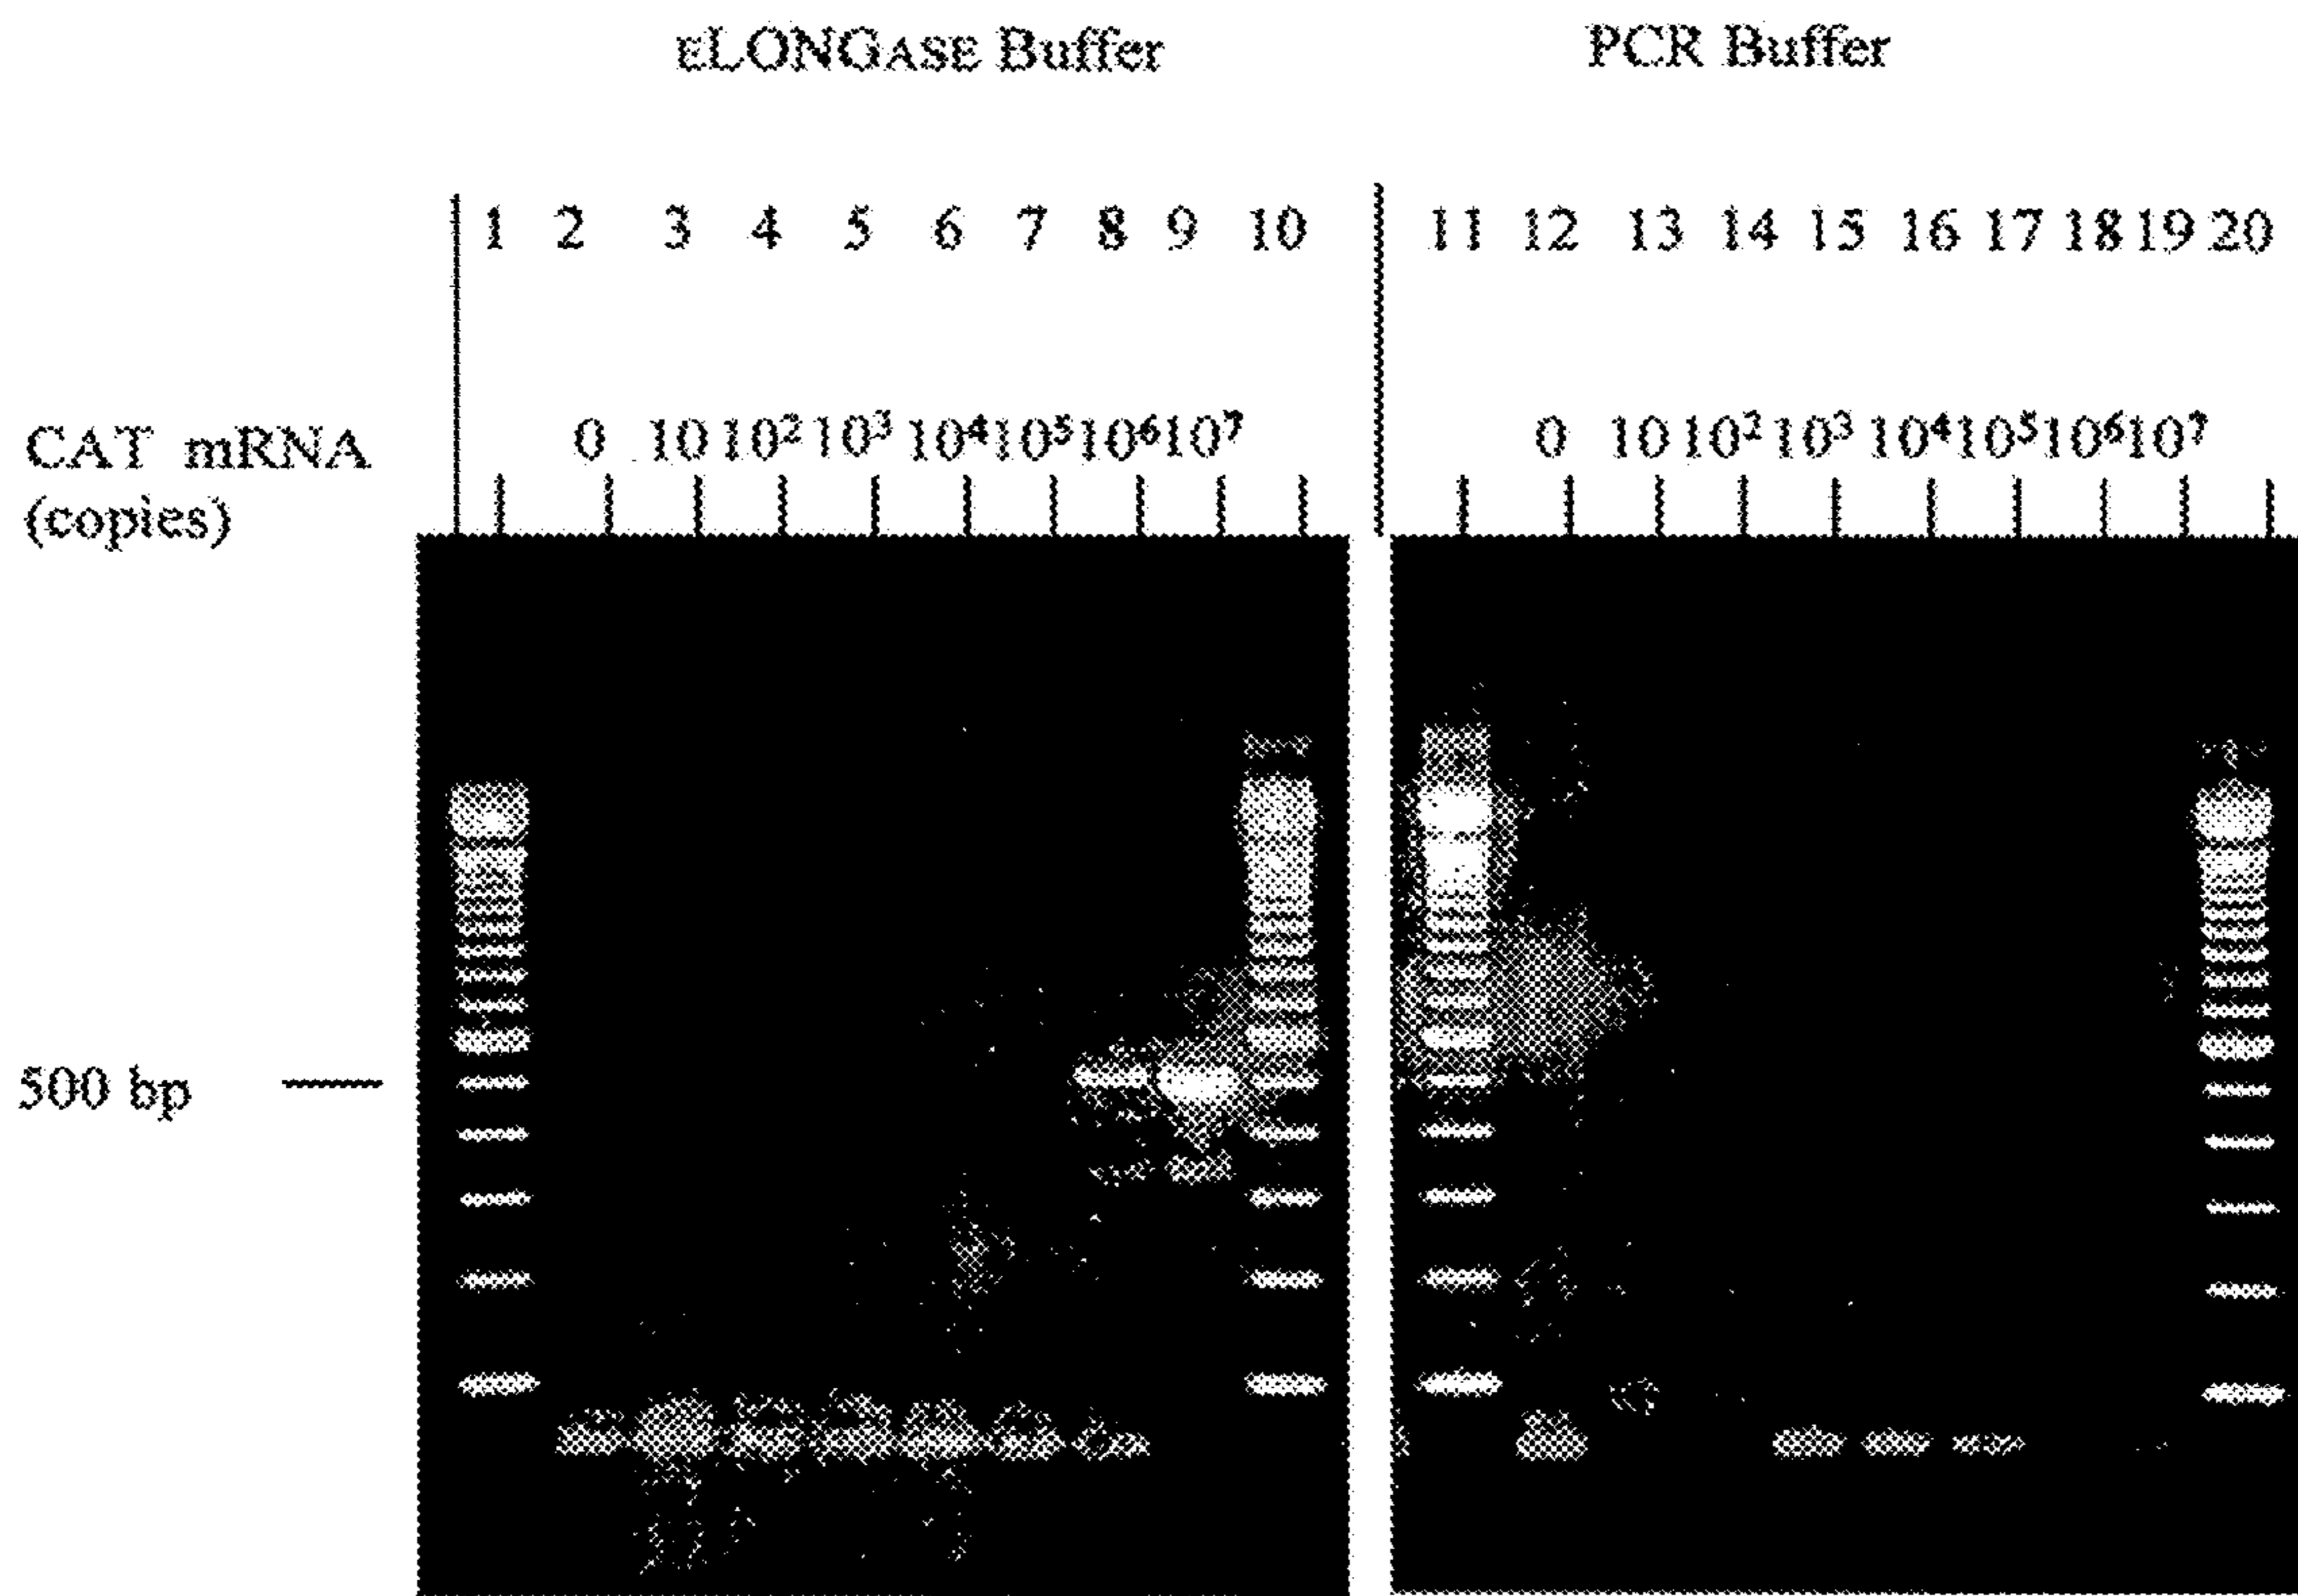 eLONGASE Buffer PCR Buffer
1 2 3 4 5 6 7 8 9 10 11 12 13 14 15 16 17 18 19 20
CAT mRNA 0 10 10² 10³ 10⁴ 10⁵ 10⁶ 10⁷ 0 10 10² 10³ 10⁴ 10⁵ 10⁶ 10⁷
(copies)
500 bp